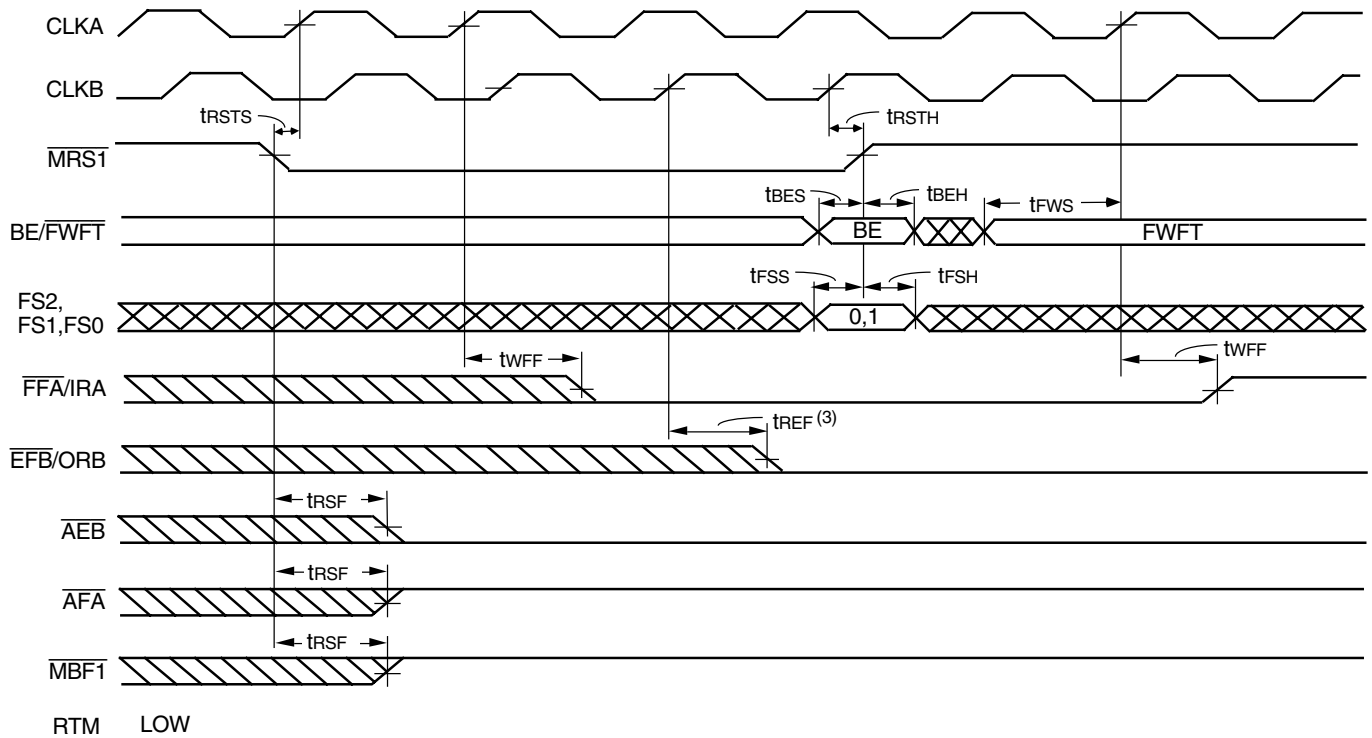 CLKA
CLKB
tRSTS
tRSTH
MRS1
tBES
tBEH
tFWS
BE/FWFT
BE
FWFT
tFSS
tFSH
FS2,
FS1,FS0
0,1
tWFF
tWFF
FFA/IRA
tREF (3)
EFB/ORB
tRSF
AEB
tRSF
AFA
tRSF
MBF1
RTM LOW